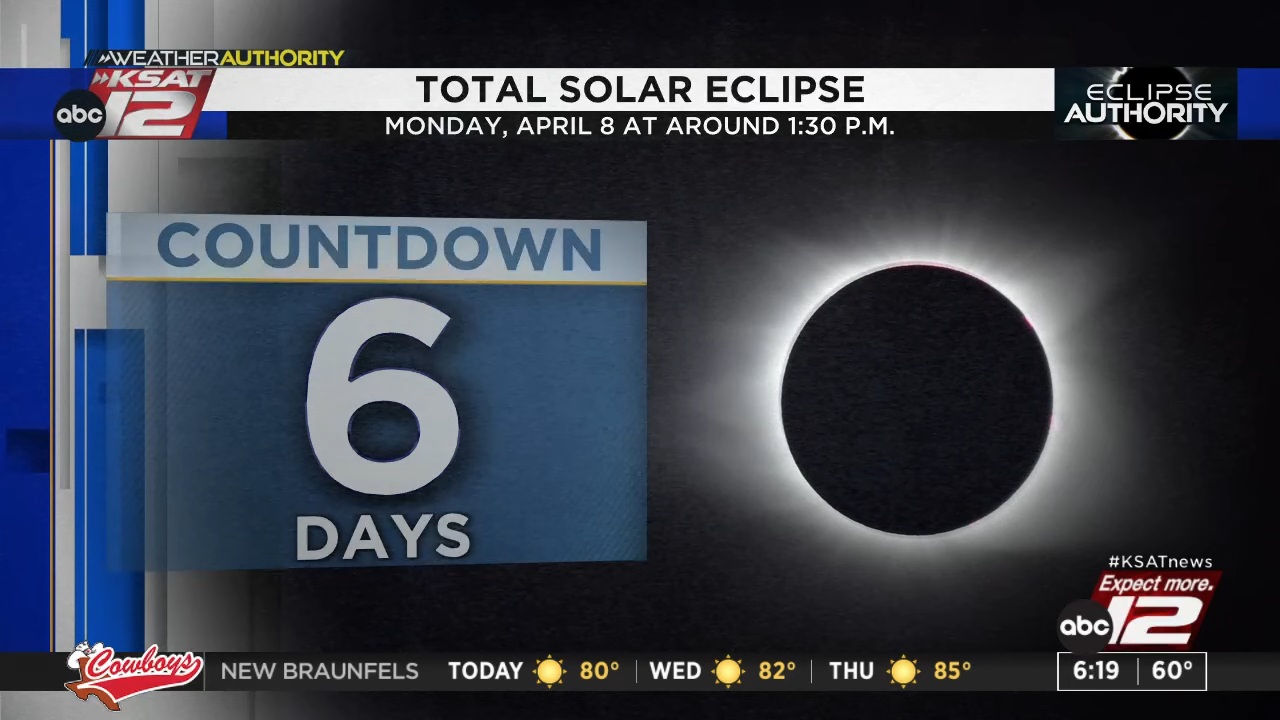 WEATHERAUTHORITY
KSAT
abc 12
TOTAL SOLAR ECLIPSE
MONDAY, APRIL 8 AT AROUND 1:30 P.M.
ECLIPSE
AUTHORITY
COUNTDOWN
6
DAYS
#KSATnews
Expect more.
abc 12
Cowboys NEW BRAUNFELS TODAY 80° WED 82° THU 85° 6:19 60°